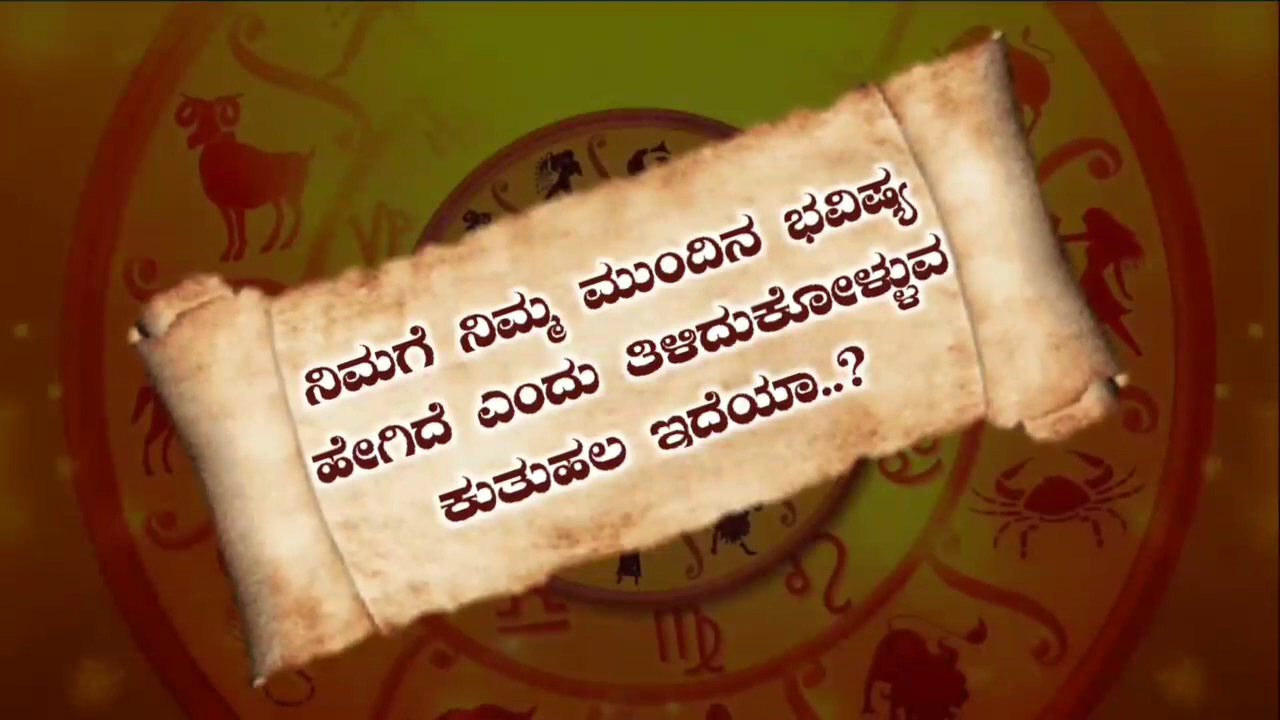 ನಿಮಗೆ ನಿಮ್ಮ ಮುಂದಿನ ಭವಿಷ್ಯ
ಹೇಗಿದೆ ಎಂದು ತಿಳಿದುಕೋಳ್ಳುವ
ಕುತುಹಲ ಇದೆಯಾ..?